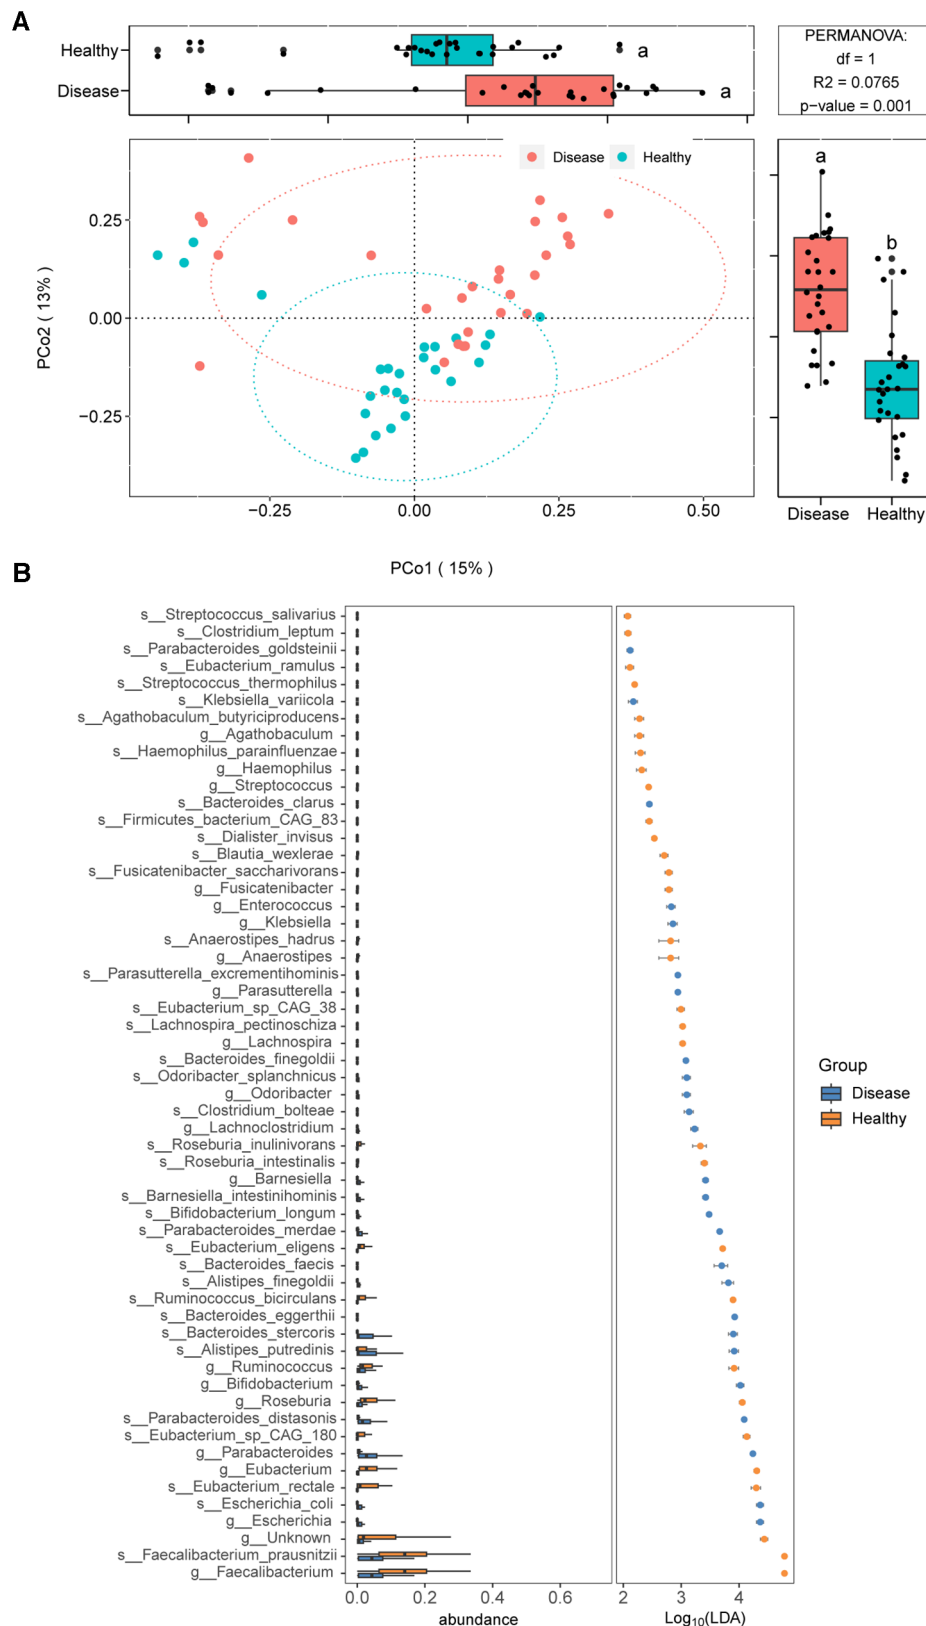 A
Healthy
a
Disease
a
PERMANOVA:
df = 1
R2 = 0.0765
p-value = 0.001
Disease
Healthy
0.25
0.00
−0.25
PCo2 ( 13% )
−0.25
0.00
0.25
0.50
PCo1 ( 15% )
a
b
Disease
Healthy
B
s__Streptococcus_salivarius
s__Clostridium_leptum
s__Parabacteroides_goldsteinii
s__Eubacterium_ramulus
s__Streptococcus_thermophilus
s__Klebsiella_variicola
s__Agathobaculum_butyriciproducens
g__Agathobaculum
s__Haemophilus_parainfluenzae
g__Haemophilus
g__Streptococcus
s__Bacteroides_clarus
s__Firmicutes_bacterium_CAG_83
s__Dialister_invisus
s__Blautia_wexlerae
s__Fusicatenibacter_saccharivorans
g__Fusicatenibacter
g__Enterococcus
g__Klebsiella
s__Anaerostipes_hadrus
g__Anaerostipes
s__Parasutterella_excrementihominis
g__Parasutterella
s__Eubacterium_sp_CAG_38
s__Lachnospira_pectinoschiza
g__Lachnospira
s__Bacteroides_finegoldii
s__Odoribacter_splanchnicus
g__Odoribacter
s__Clostridium_bolteae
g__Lachnoclostridium
s__Roseburia_inulinivorans
s__Roseburia_intestinalis
g__Barnesiella
s__Barnesiella_intestinihominis
s__Bifidobacterium_longum
s__Parabacteroides_merdae
s__Eubacterium_eligens
s__Bacteroides_faecis
s__Alistipes_finegoldii
s__Ruminococcus_bicirculans
s__Bacteroides_eggerthii
s__Bacteroides_stercoris
s__Alistipes_putredinis
g__Ruminococcus
g__Bifidobacterium
g__Roseburia
s__Parabacteroides_distasonis
s__Eubacterium_sp_CAG_180
g__Parabacteroides
g__Eubacterium
s__Eubacterium_rectale
s__Escherichia_coli
g__Escherichia
g__Unknown
s__Faecalibacterium_prausnitzii
g__Faecalibacterium
0.0
0.2
0.4
0.6
abundance
2
3
4
Log10(LDA)
Group
Disease
Healthy